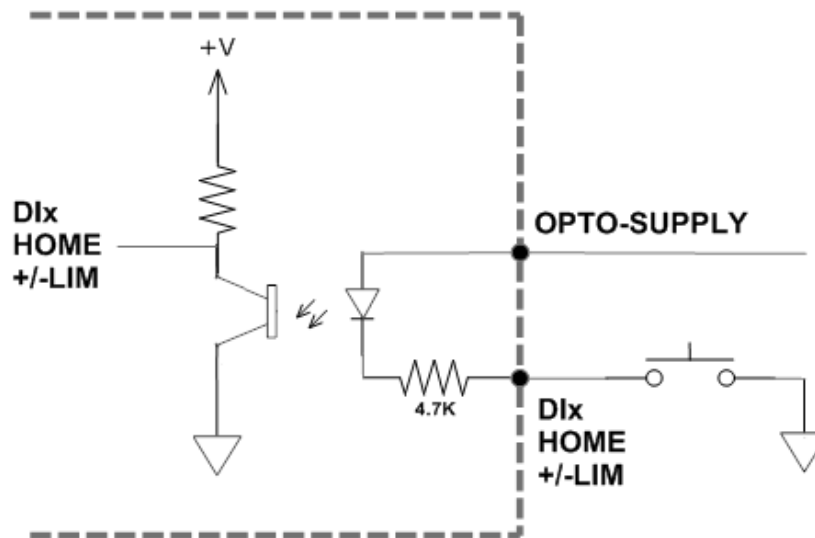 +V
DIx
HOME
+/-LIM
OPTO-SUPPLY
4.7K
DIx
HOME
+/-LIM